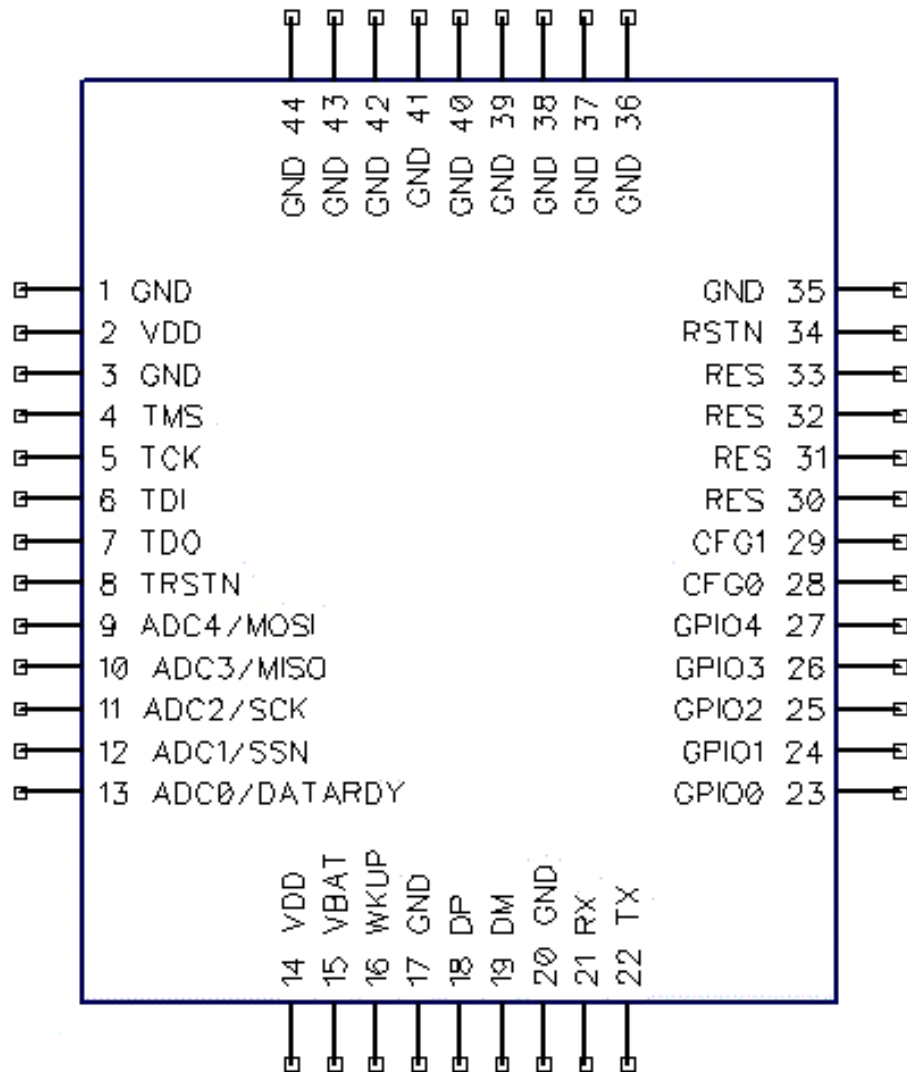 GND 44
GND 43
GND 42
GND 41
GND 40
GND 39
GND 38
GND 37
GND 36
1 GND
GND 35
2 VDD
RSTN 34
3 GND
RES 33
4 TMS
RES 32
5 TCK
RES 31
6 TDI
RES 30
7 TDO
CFG1 29
8 TRSTN
CFG0 28
9 ADC4/MOSI
GPIO4 27
10 ADC3/MISO
GPIO3 26
11 ADC2/SCK
GPIO2 25
12 ADC1/SSN
GPIO1 24
13 ADC0/DATARDY
GPIO0 23
14 VDD
15 VBAT
16 WKUP
17 GND
18 DP
19 DM
20 GND
21 RX
22 TX